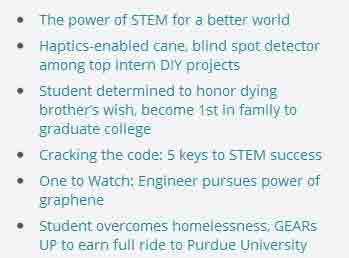 The power of STEM for a better world
Haptics-enabled cane, blind spot detector
among top intern DIY projects
Student determined to honor dying
brother's wish, become 1st in family to
graduate college
Cracking the code: 5 keys to STEM success
One to Watch: Engineer pursues power of
graphene
Student overcomes homelessness, GEARs
UP to earn full ride to Purdue University